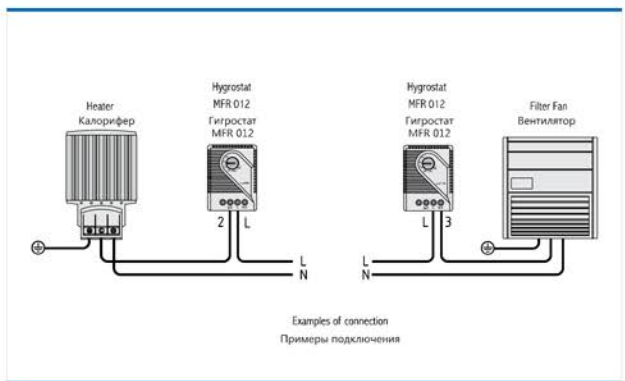 Heater
Калорифер
Hygrostat
MFR 012
Гигростат
MFR 012
2 L
Hygrostat
MFR 012
Гигростат
MFR 012
L 3
Filter Fan
Вентилятор
L
N
L
N
Examples of connection
Примеры подключения